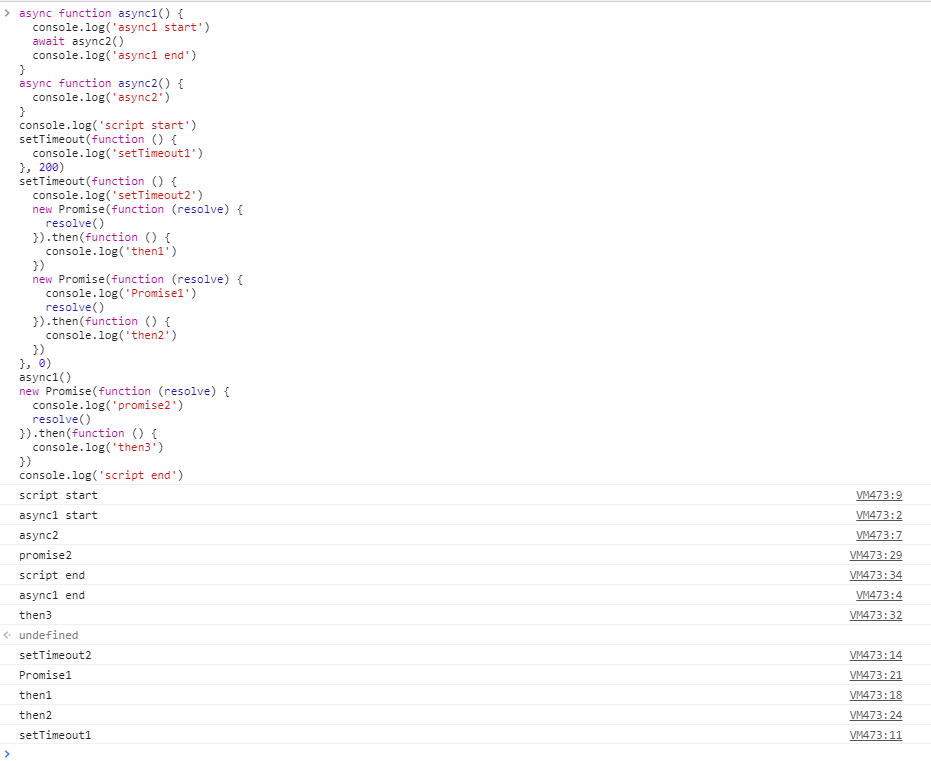 > async function async1() {
  console.log('async1 start')
  await async2()
  console.log('async1 end')
}
async function async2() {
  console.log('async2')
}
console.log('script start')
setTimeout(function () {
  console.log('setTimeout1')
}, 200)
setTimeout(function () {
  console.log('setTimeout2')
  new Promise(function (resolve) {
    resolve()
  }).then(function () {
    console.log('then1')
  })
  new Promise(function (resolve) {
    console.log('Promise1')
    resolve()
  }).then(function () {
    console.log('then2')
  })
}, 0)
async1()
new Promise(function (resolve) {
  console.log('promise2')
  resolve()
}).then(function () {
  console.log('then3')
})
console.log('script end')
script start VM473:9
async1 start VM473:2
async2 VM473:7
promise2 VM473:29
script end VM473:34
async1 end VM473:4
then3 VM473:32
undefined
setTimeout2 VM473:14
Promise1 VM473:21
then1 VM473:18
then2 VM473:24
setTimeout1 VM473:11
>